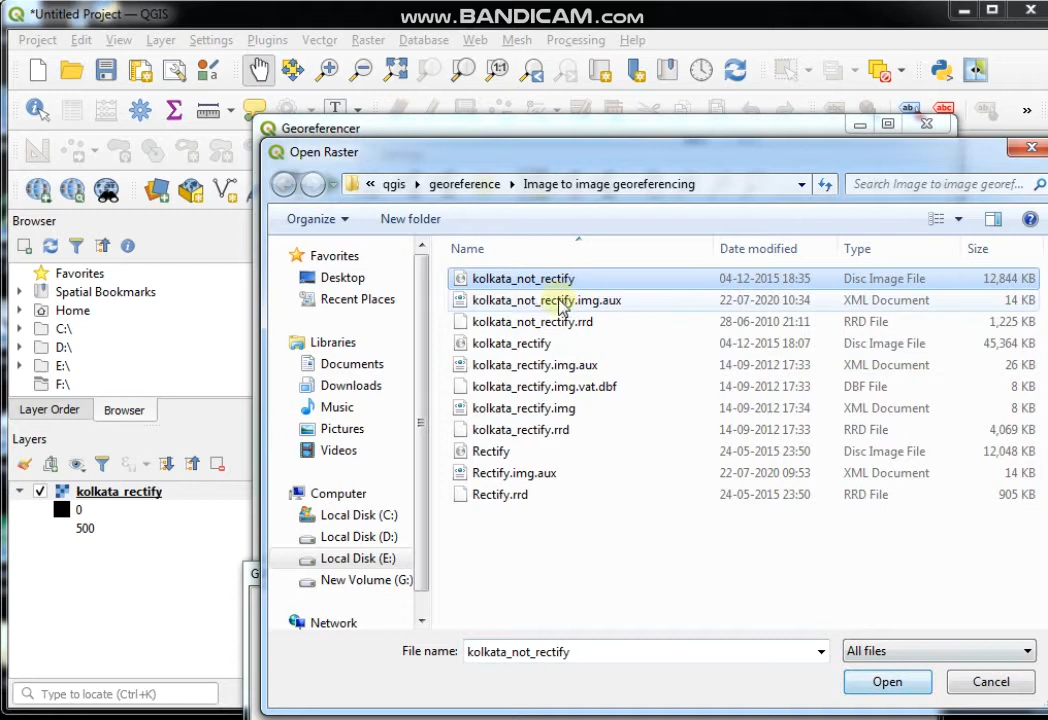 *Untitled Project — QGIS
www.BANDICAM.com
Project Edit View Layer Settings Plugins Vector Raster Database Web Mesh Processing Help
Georeferencer
Open Raster
« qgis georeference Image to image georeferencing
Search Image to image georef...
Organize New folder
Browser
Favorites
Spatial Bookmarks
Home
C:\
D:\
E:\
F:\
Layer Order Browser
Layers
kolkata_rectify
0
500
Type to locate (Ctrl+K)
Favorites
Desktop
Recent Places
Libraries
Documents
Downloads
Music
Pictures
Videos
Computer
Local Disk (C:)
Local Disk (D:)
Local Disk (E:)
New Volume (G:)
Network
Name Date modified Type Size
kolkata_not_rectify 04-12-2015 18:35 Disc Image File 12,844 KB
kolkata_not_rectify.img.aux 22-07-2020 10:34 XML Document 14 KB
kolkata_not_rectify.rrd 28-06-2010 21:11 RRD File 1,225 KB
kolkata_rectify 04-12-2015 18:07 Disc Image File 45,364 KB
kolkata_rectify.img.aux 14-09-2012 17:33 XML Document 26 KB
kolkata_rectify.img.vat.dbf 14-09-2012 17:33 DBF File 8 KB
kolkata_rectify.img 14-09-2012 17:34 XML Document 8 KB
kolkata_rectify.rrd 14-09-2012 17:33 RRD File 4,069 KB
Rectify 24-05-2015 23:50 Disc Image File 12,048 KB
Rectify.img.aux 22-07-2020 09:53 XML Document 14 KB
Rectify.rrd 24-05-2015 23:50 RRD File 905 KB
File name: kolkata_not_rectify All files
Open Cancel